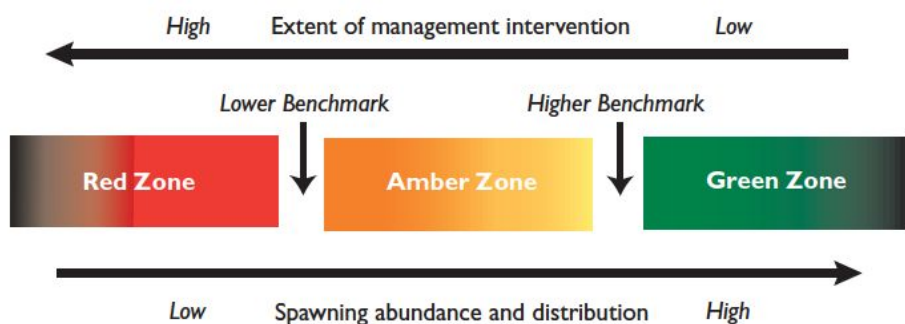 High Extent of management intervention Low
Lower Benchmark Higher Benchmark
Red Zone Amber Zone Green Zone
Low Spawning abundance and distribution High